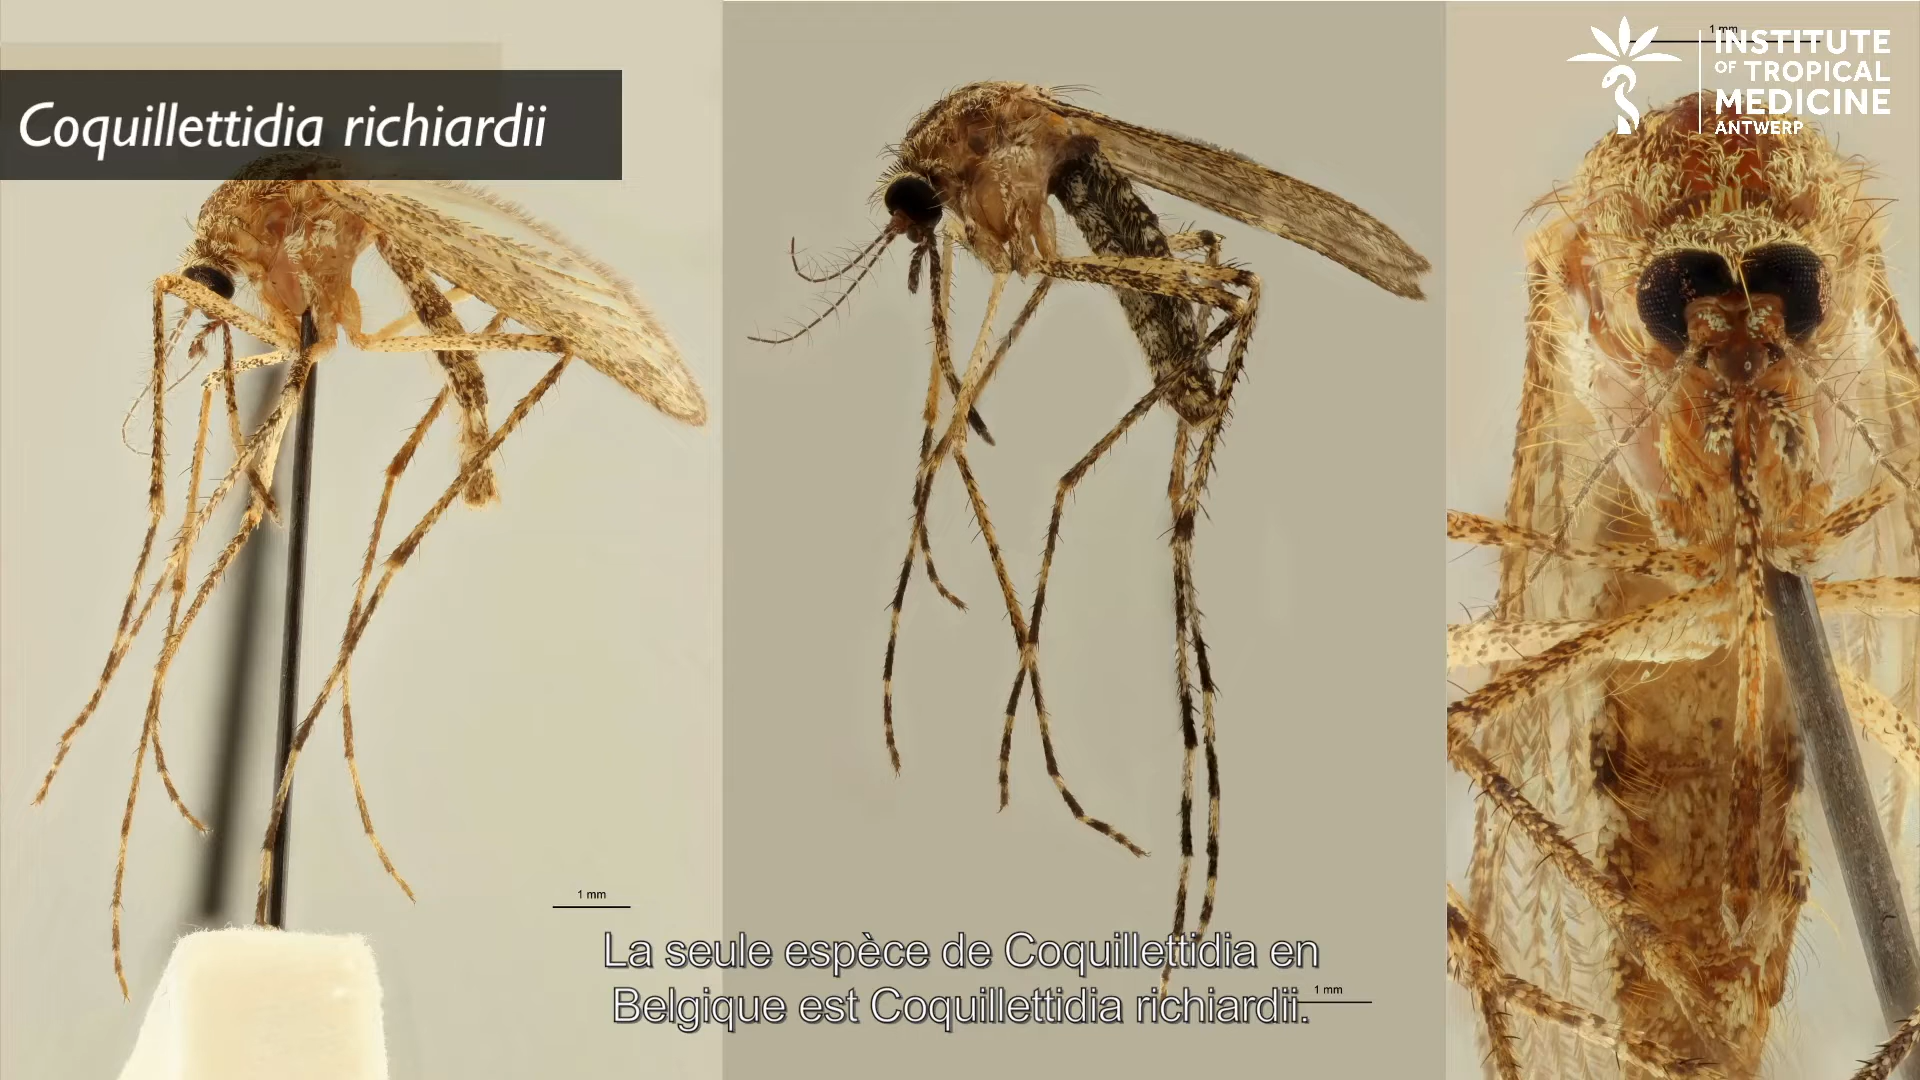 1 mm
INSTITUTE
OF TROPICAL
MEDICINE
ANTWERP
Coquillettidia richiardii
1 mm
La seule espèce de Coquillettidia en
Belgique est Coquillettidia richiardii.
1 mm